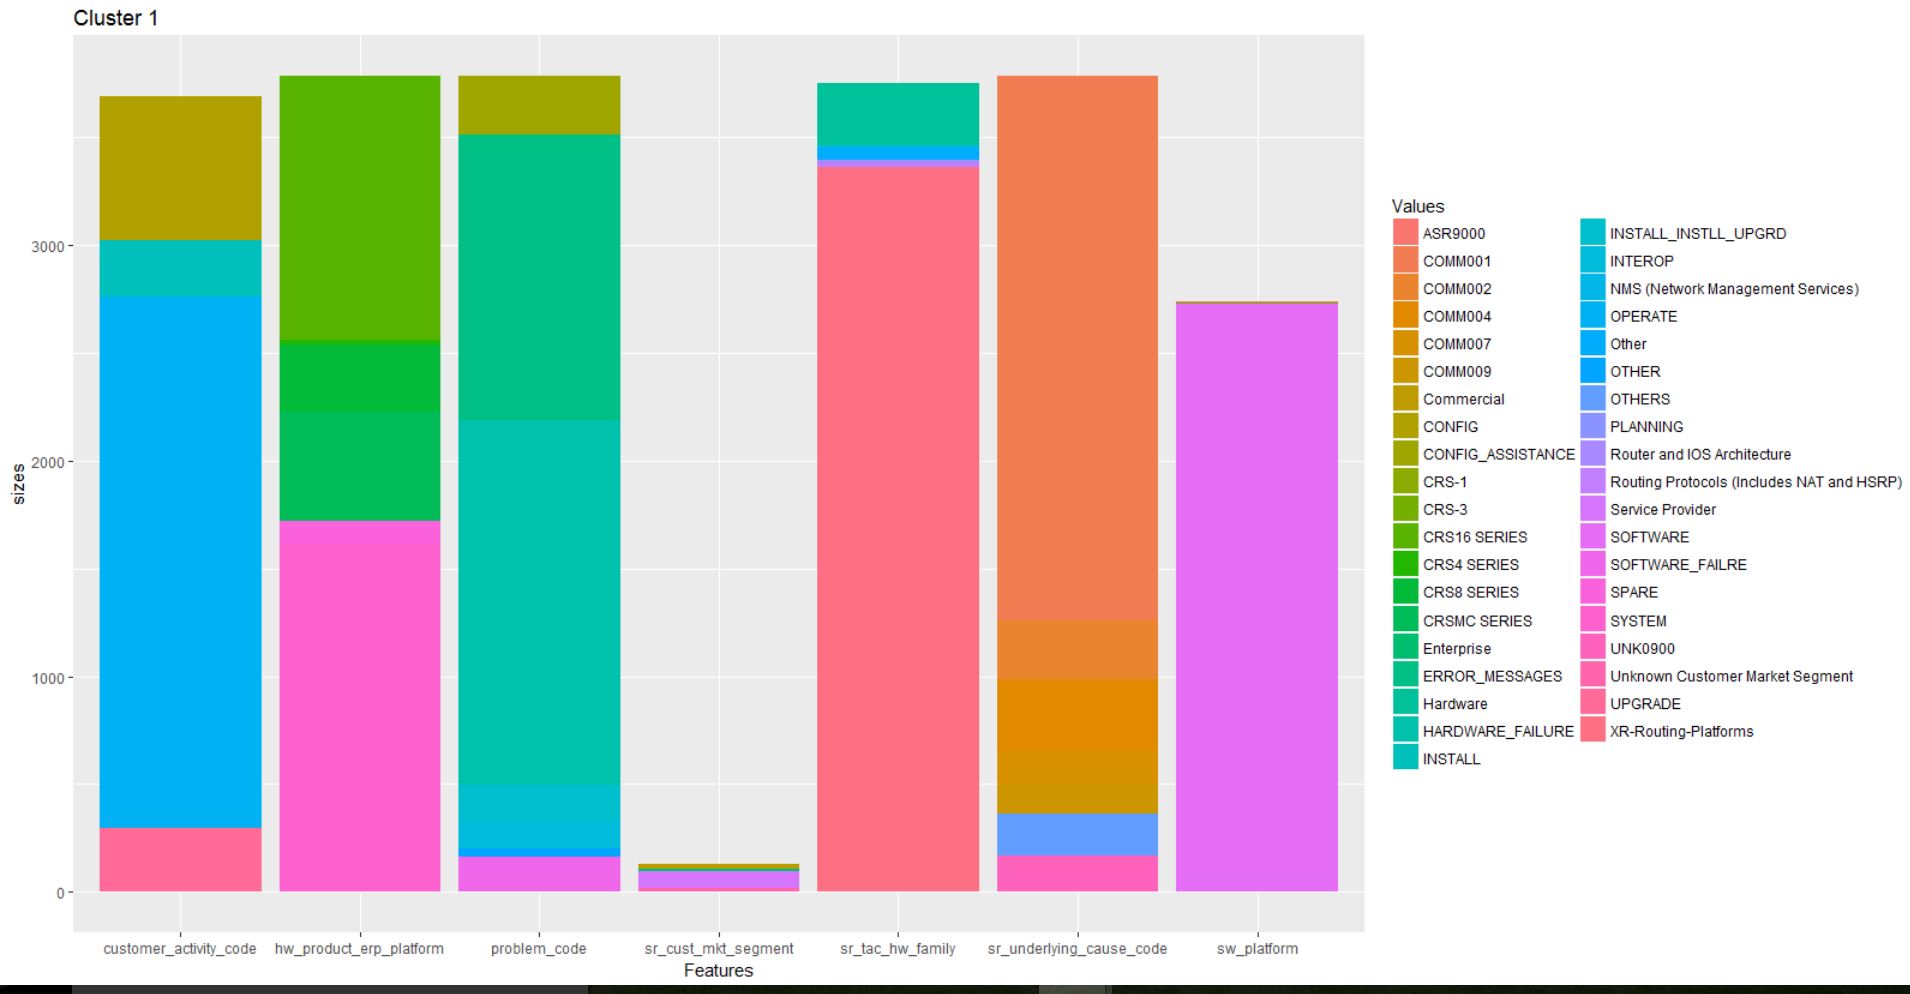 Cluster 1
sizes
3000
2000
1000
0
customer_activity_code hw_product_erp_platform problem_code sr_cust_mkt_segment sr_tac_hw_family sr_underlying_cause_code sw_platform
Features
Values
ASR9000
COMM001
COMM002
COMM004
COMM007
COMM009
Commercial
CONFIG
CONFIG_ASSISTANCE
CRS-1
CRS-3
CRS16 SERIES
CRS4 SERIES
CRS8 SERIES
CRSMC SERIES
Enterprise
ERROR_MESSAGES
Hardware
HARDWARE_FAILURE
INSTALL
INSTALL_INSTLL_UPGRD
INTEROP
NMS (Network Management Services)
OPERATE
Other
OTHER
OTHERS
PLANNING
Router and IOS Architecture
Routing Protocols (Includes NAT and HSRP)
Service Provider
SOFTWARE
SOFTWARE_FAILRE
SPARE
SYSTEM
UNK0900
Unknown Customer Market Segment
UPGRADE
XR-Routing-Platforms